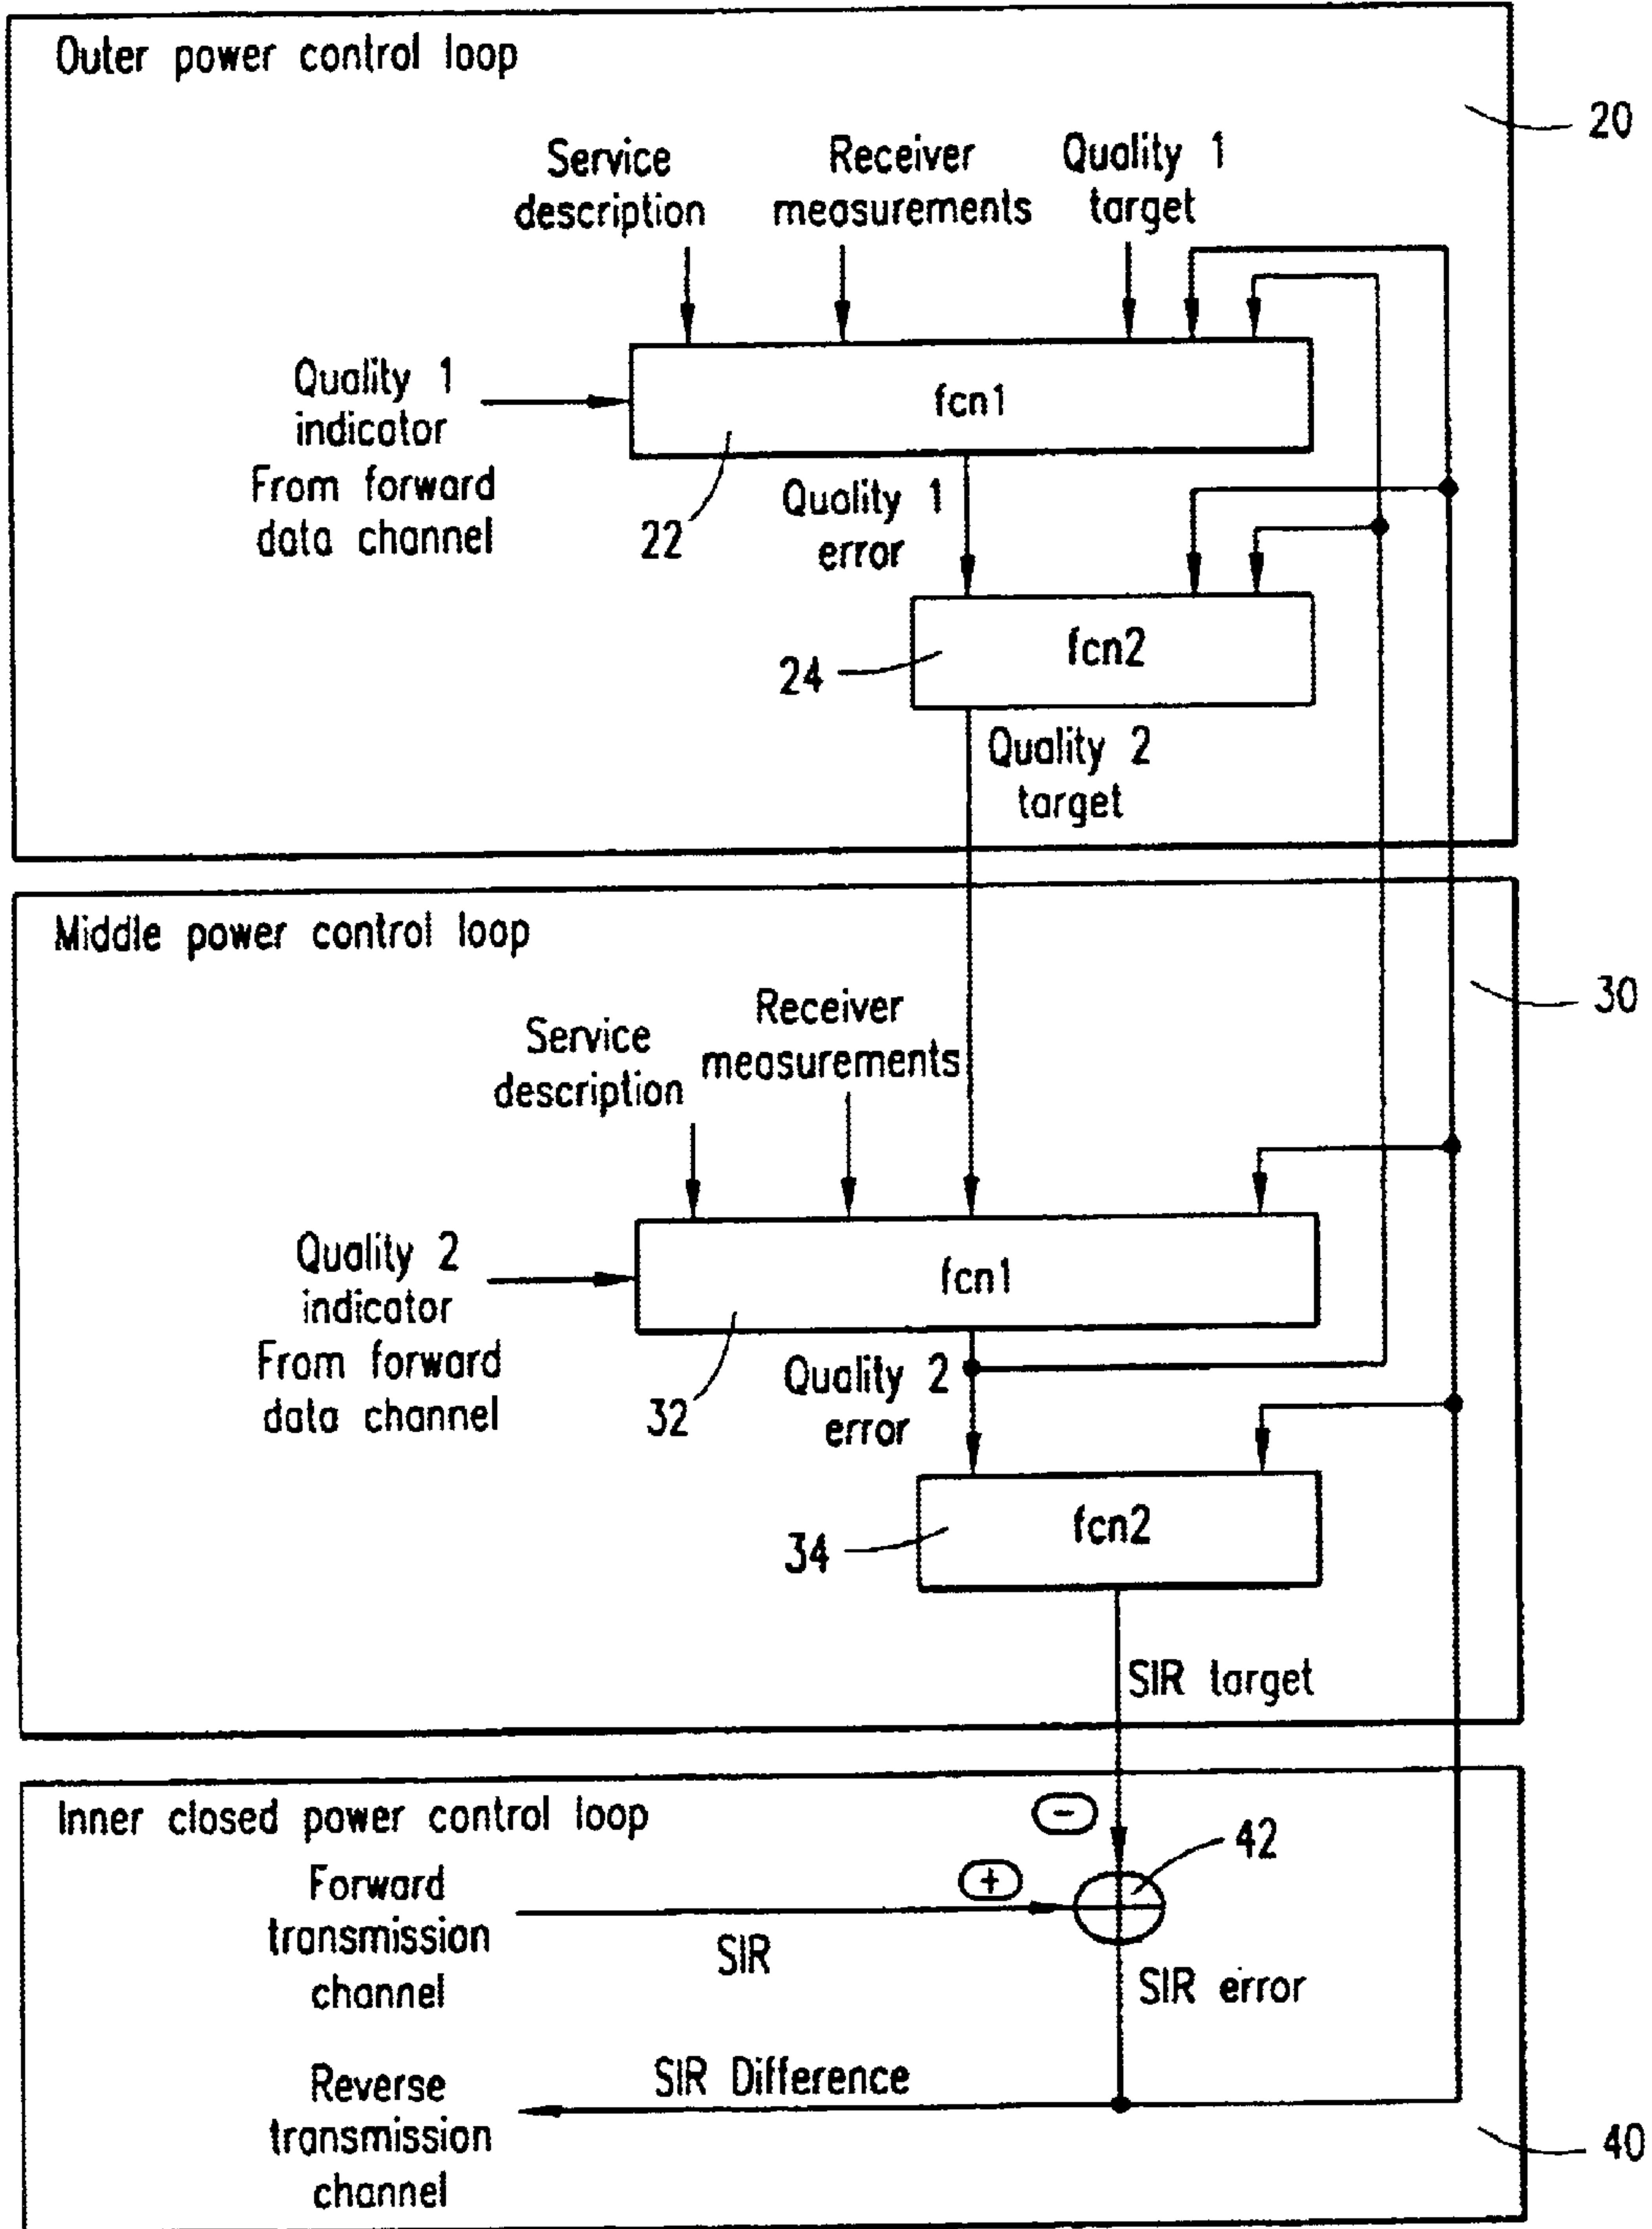 Outer power control loop
20
Service
description
Receiver
measurements
Quality 1
target
Quality 1
indicator
From forward
data channel
fcn1
22
Quality 1
error
24
fcn2
Quality 2
target
Middle power control loop
30
Service
description
Receiver
measurements
Quality 2
indicator
From forward
data channel
fcn1
32
Quality 2
error
34
fcn2
SIR target
Inner closed power control loop
-
42
+
Forward
transmission
channel
SIR
SIR error
SIR Difference
Reverse
transmission
channel
40